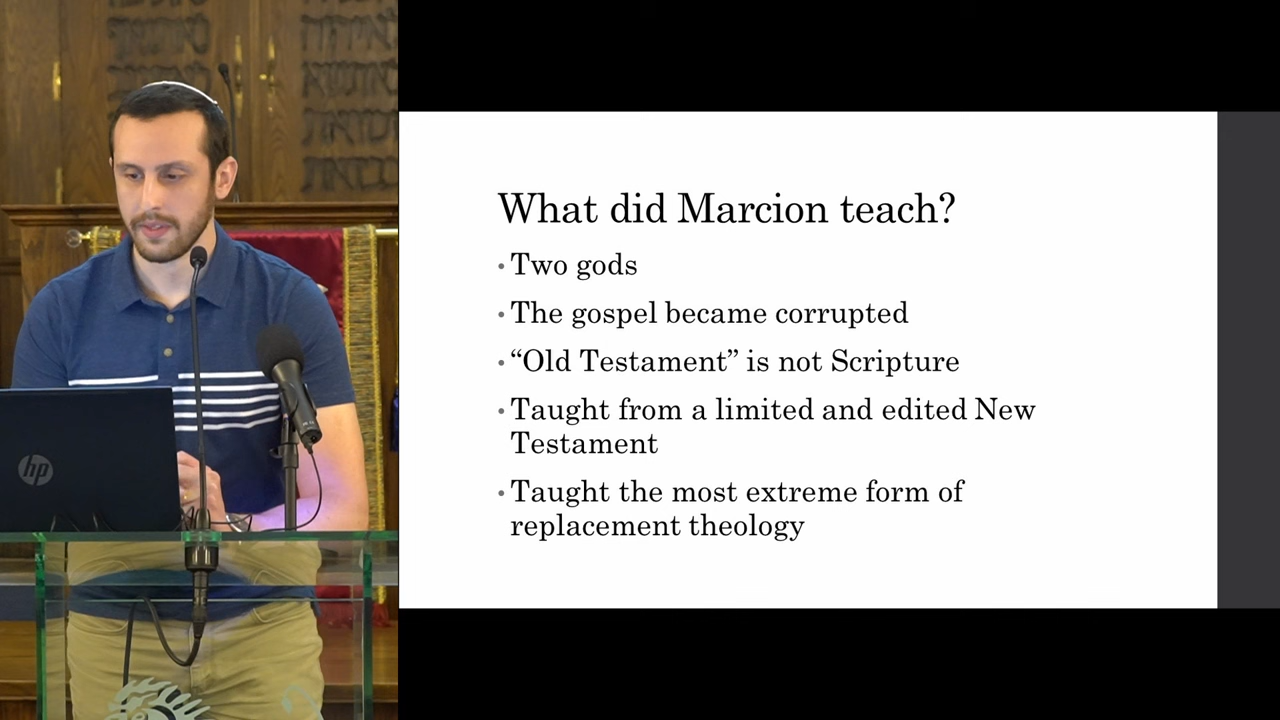 What did Marcion teach?
• Two gods
• The gospel became corrupted
• “Old Testament” is not Scripture
• Taught from a limited and edited New
Testament
• Taught the most extreme form of
replacement theology
hp